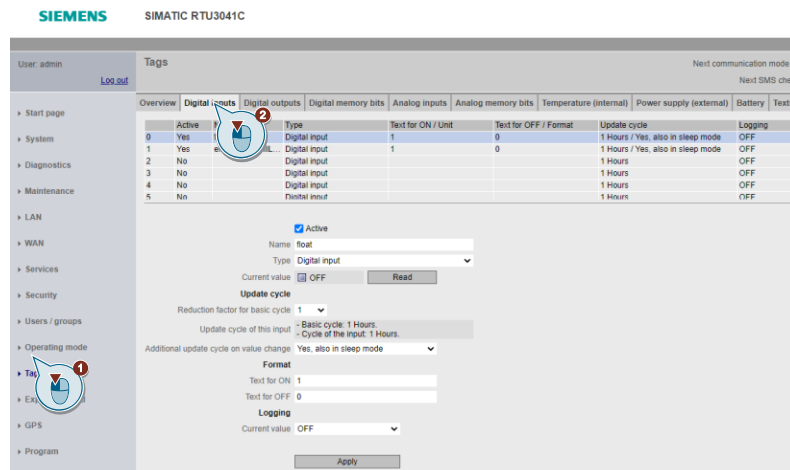 SIEMENS SIMATIC RTU3041C
User: admin
Log out
Tags
Next communication mode
Next SMS che
Start page
System
Diagnostics
Maintenance
LAN
WAN
Services
Security
Users / groups
Operating mode
1
GPS
Program
Overview Digital inputs Digital outputs Digital memory bits Analog inputs Analog memory bits Temperature (internal) Power supply (external) Battery Text
2
Active Type Text for ON / Unit Text for OFF / Format Update cycle Logging
0 Yes Digital input 1 0 1 Hours / Yes, also in sleep mode OFF
1 Yes Digital input 1 0 1 Hours / Yes, also in sleep mode OFF
2 No Digital input 1 Hours OFF
3 No Digital input 1 Hours OFF
4 No Digital input 1 Hours OFF
5 No Digital input 1 Hours OFF
Active
Name float
Type Digital input
Current value OFF Read
Update cycle
Reduction factor for basic cycle 1
Update cycle of this input - Basic cycle: 1 Hours.
- Cycle of the input: 1 Hours.
Additional update cycle on value change Yes, also in sleep mode
Format
Text for ON 1
Text for OFF 0
Logging
Current value OFF
Apply